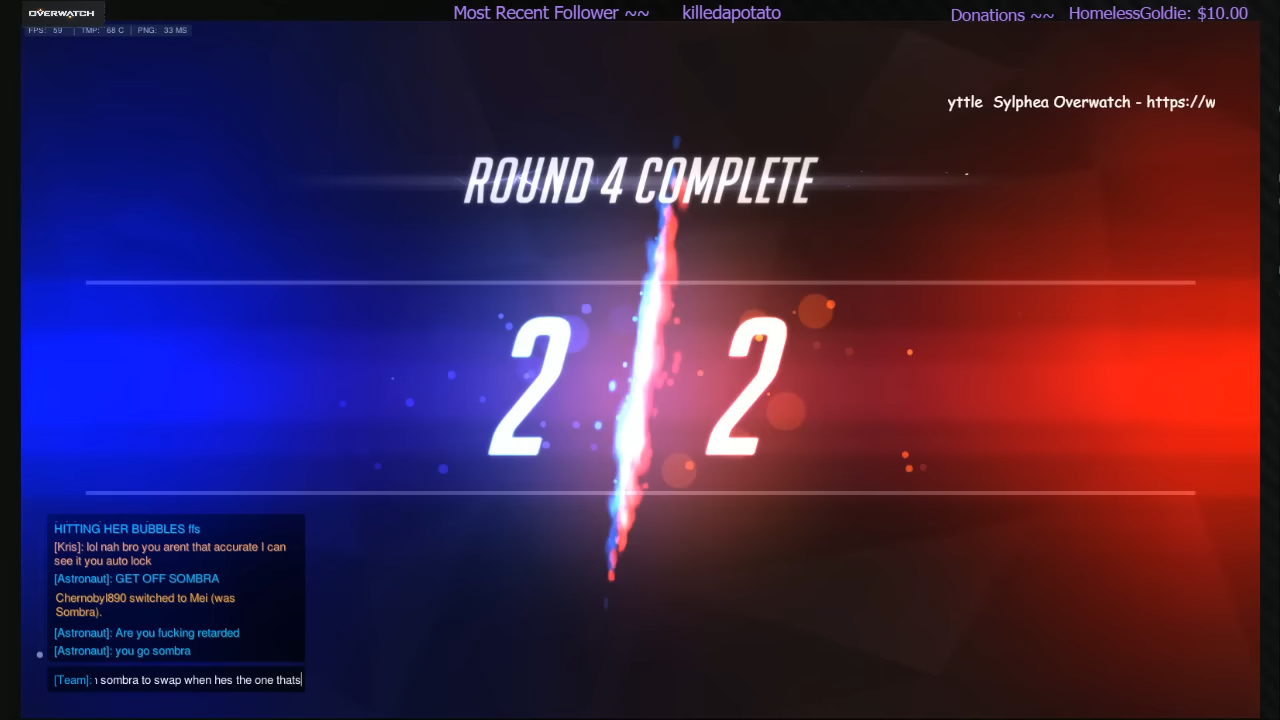 OVERWATCH
Most Recent Follower ~~ killedapotato
Donations ~~ HomelessGoldie: $10.00
FPS: 59 | TMP: 68 C | PNG: 33 MS
yttle Sylphea Overwatch - https://w
ROUND 4 COMPLETE
2 2
HITTING HER BUBBLES ffs
[Kris]: lol nah bro you arent that accurate I can
see it you auto lock
[Astronaut]: GET OFF SOMBRA
Chernobyl890 switched to Mei (was
Sombra).
[Astronaut]: Are you fucking retarded
[Astronaut]: you go sombra
[Team]: sombra to swap when hes the one thats